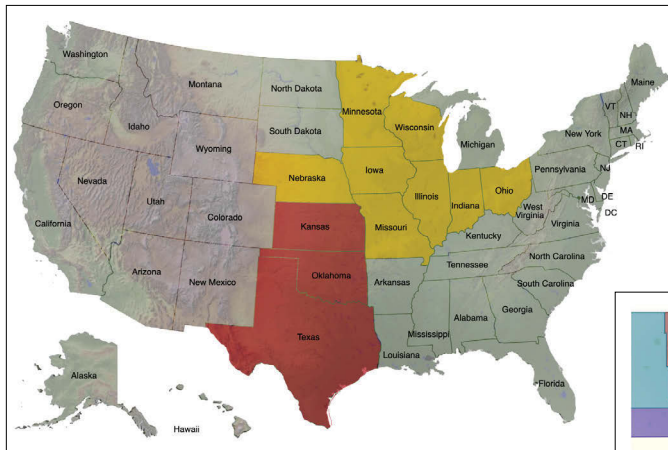 Washington
Montana
North Dakota
Minnesota
Maine
Oregon
Idaho
South Dakota
Wisconsin
Michigan
VT
NH
New York
MA
CT
RI
Wyoming
Nebraska
Iowa
Pennsylvania
NJ
Nevada
Utah
Colorado
Illinois
Indiana
Ohio
MD
DE
DC
West
Virginia
Virginia
California
Kansas
Missouri
Kentucky
Arizona
New Mexico
Oklahoma
Arkansas
Tennessee
North Carolina
South Carolina
Texas
Mississippi
Alabama
Georgia
Louisiana
Florida
Alaska
Hawaii